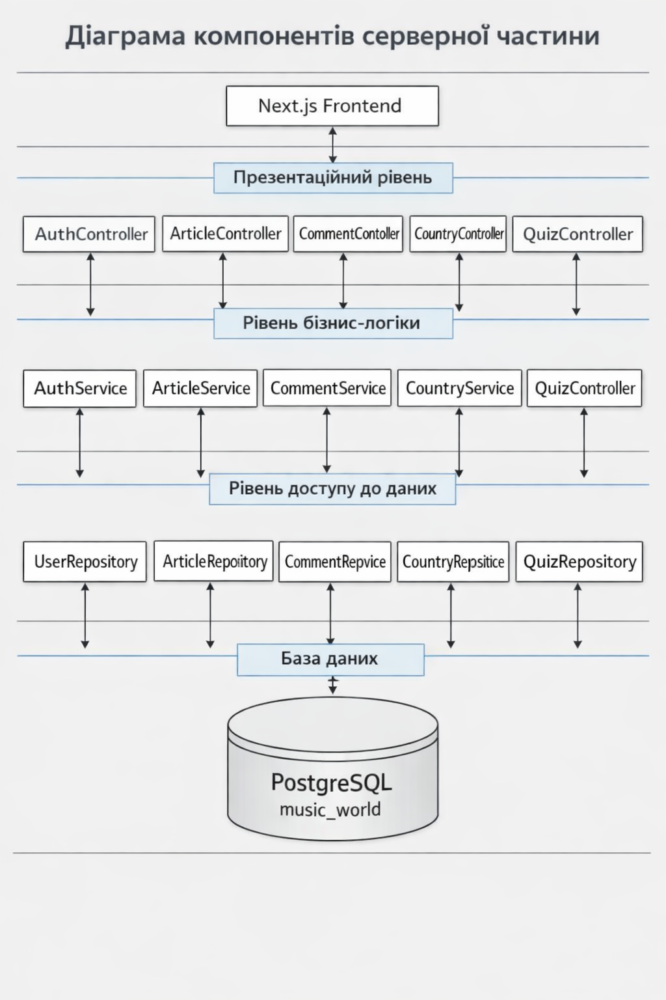 Діаграма компонентів серверної частини
Next.js Frontend
Презентаційний рівень
AuthController ArticleController CommentContoller CountryController QuizController
Рівень бізнис-логіки
AuthService ArticleService CommentService CountryService QuizController
Рівень доступу до даних
UserRepository CommentRepvice QuizRepository
База даних
PostgreSQL
music_world